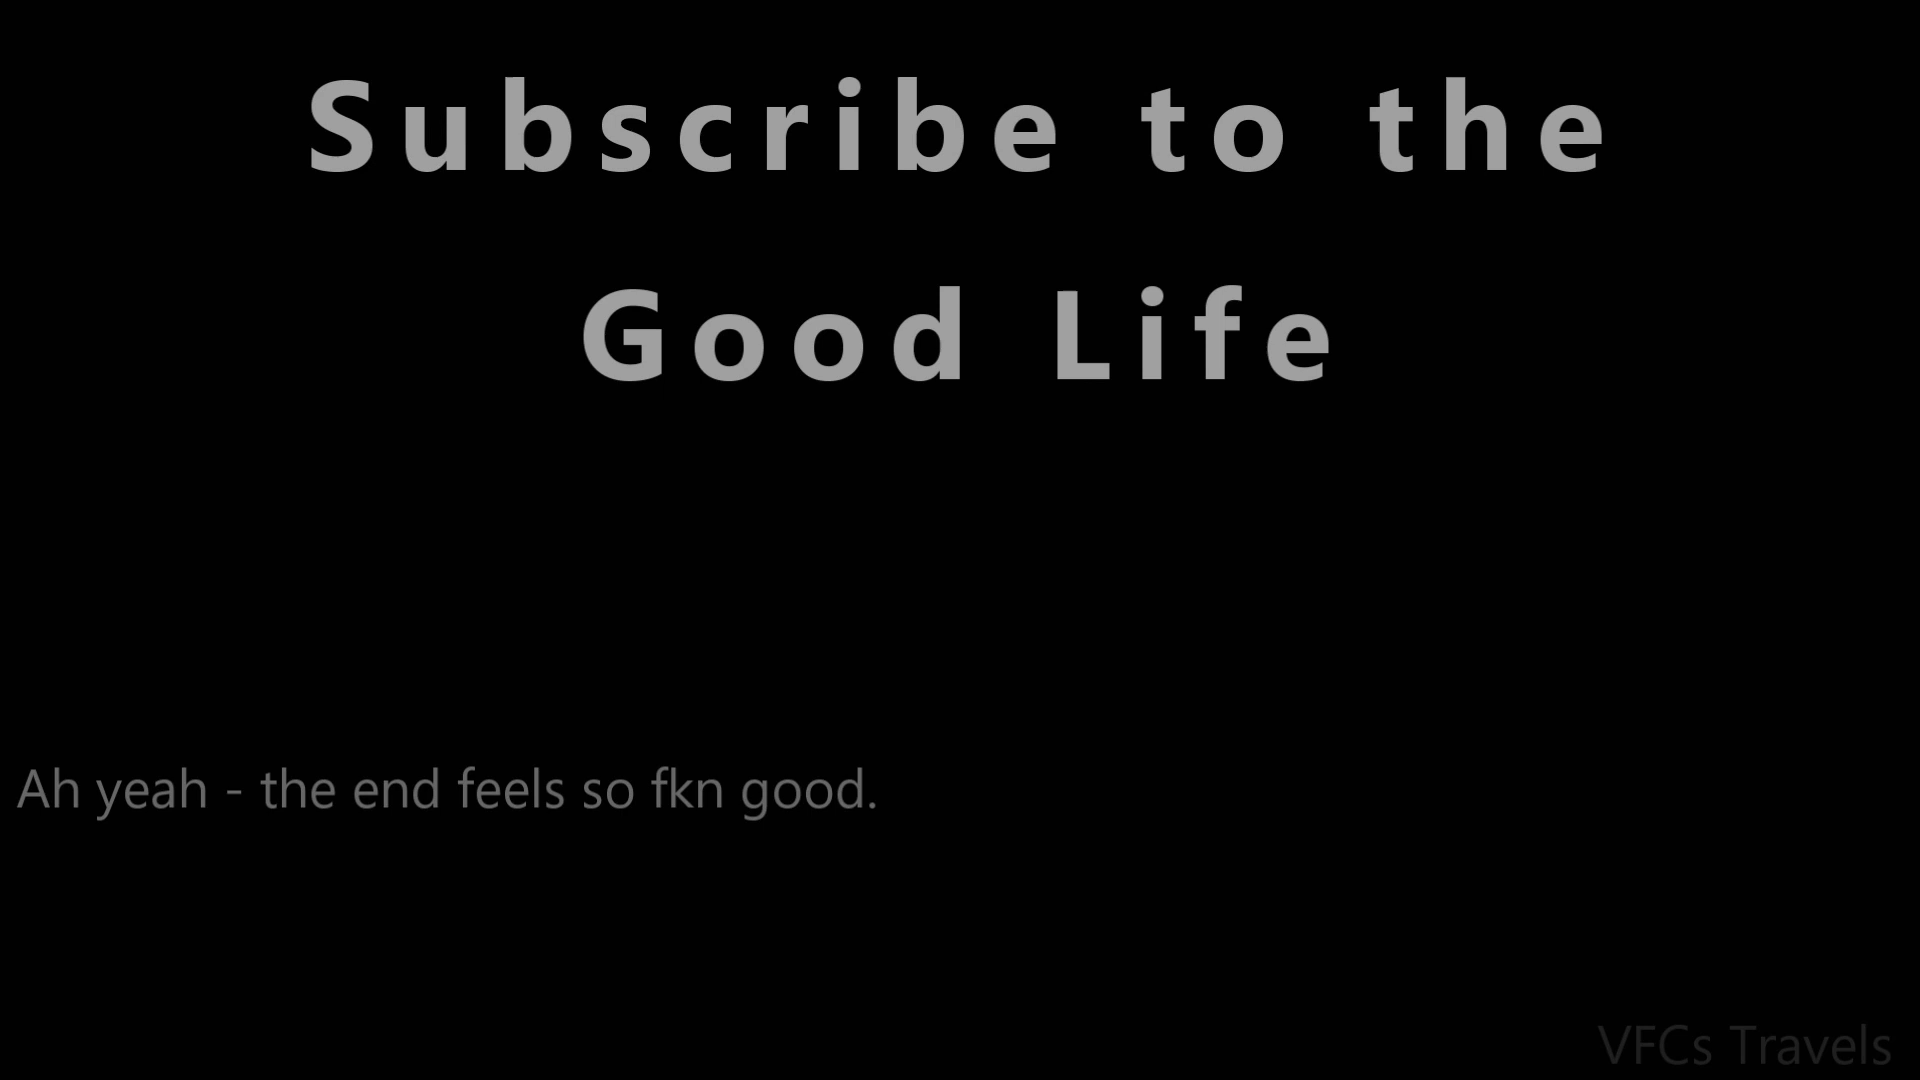 Subscribe to the
Good Life
Ah yeah - the end feels so fkn good.
VFCs Travels